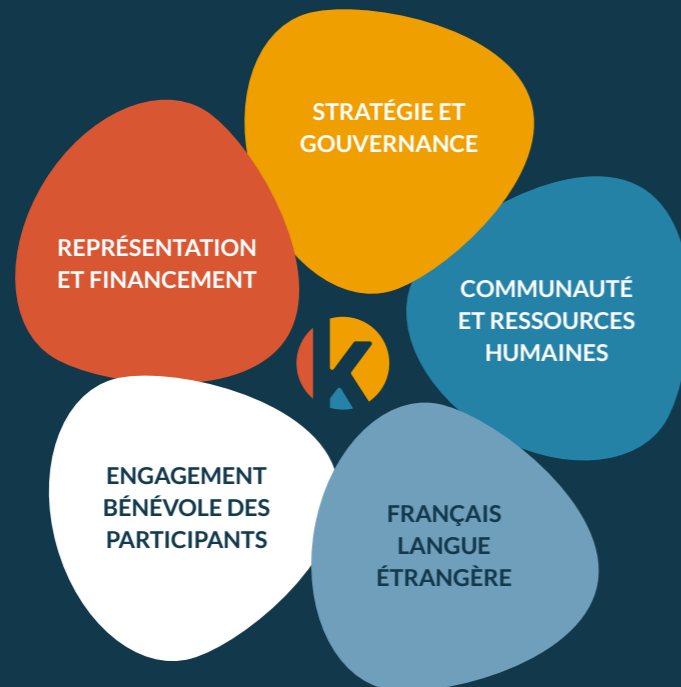 STRATÉGIE ET
GOUVERNANCE
REPRÉSENTATION
ET FINANCEMENT
COMMUNAUTÉ
ET RESSOURCES
HUMAINES
k
ENGAGEMENT
BÉNÉVOLE DES
PARTICIPANTS
FRANÇAIS
LANGUE
ÉTRANGÈRE